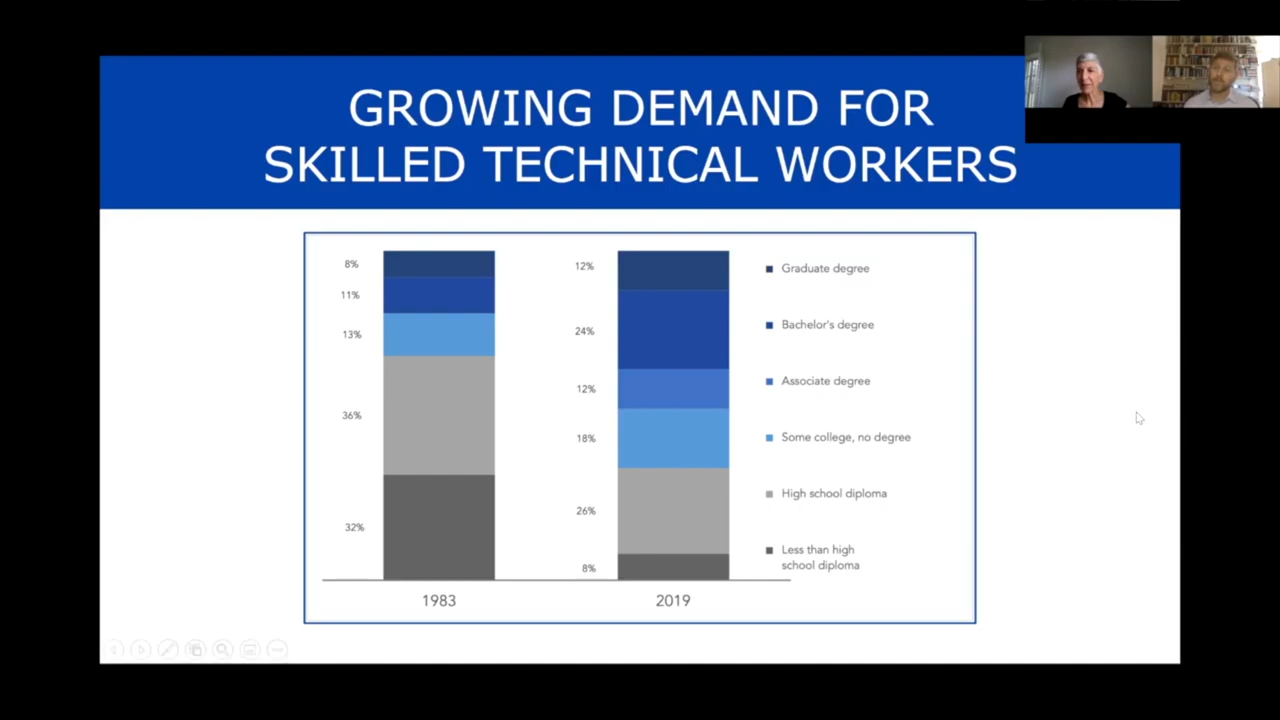 GROWING DEMAND FOR
SKILLED TECHNICAL WORKERS
8%
11%
13%
36%
32%
1983
12%
24%
12%
18%
26%
8%
2019
Graduate degree
Bachelor's degree
Associate degree
Some college, no degree
High school diploma
Less than high
school diploma